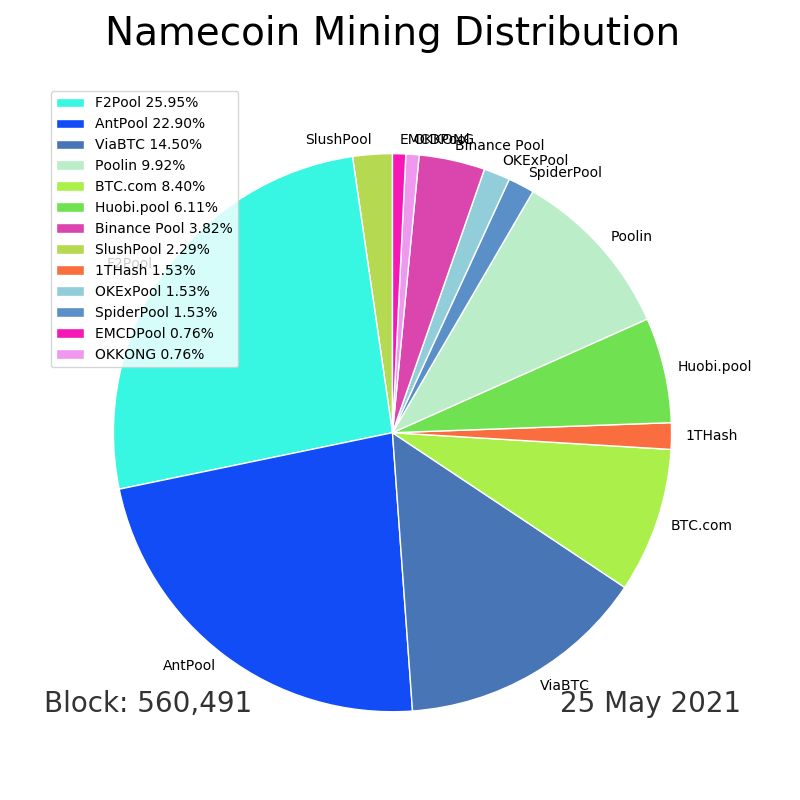 Namecoin Mining Distribution
F2Pool 25.95%
AntPool 22.90%
ViaBTC 14.50%
Poolin 9.92%
BTC.com 8.40%
Huobi.pool 6.11%
Binance Pool 3.82%
SlushPool 2.29%
1THash 1.53%
OKExPool 1.53%
SpiderPool 1.53%
EMCDPool 0.76%
OKKONG 0.76%
SlushPool
EMCDPool
OKKONG
Binance Pool
OKExPool
SpiderPool
Poolin
F2Pool
Huobi.pool
1THash
BTC.com
AntPool
ViaBTC
Block: 560,491
25 May 2021